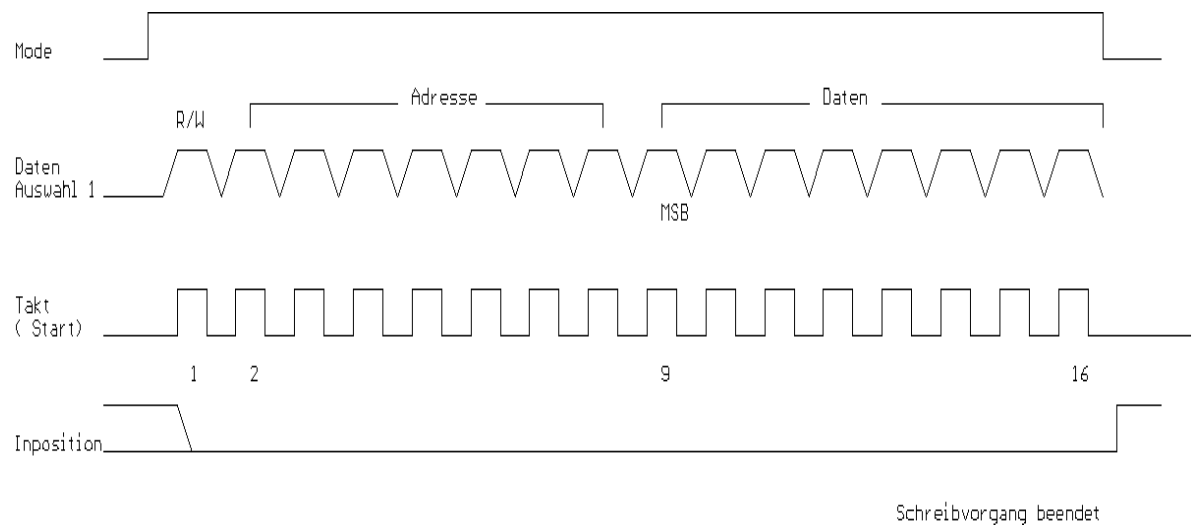 Mode
Adresse
Daten
R/W
Daten
Auswahl 1
MSB
Takt
( Start)
1 2 9 16
Inposition
Schreibvorgang beendet